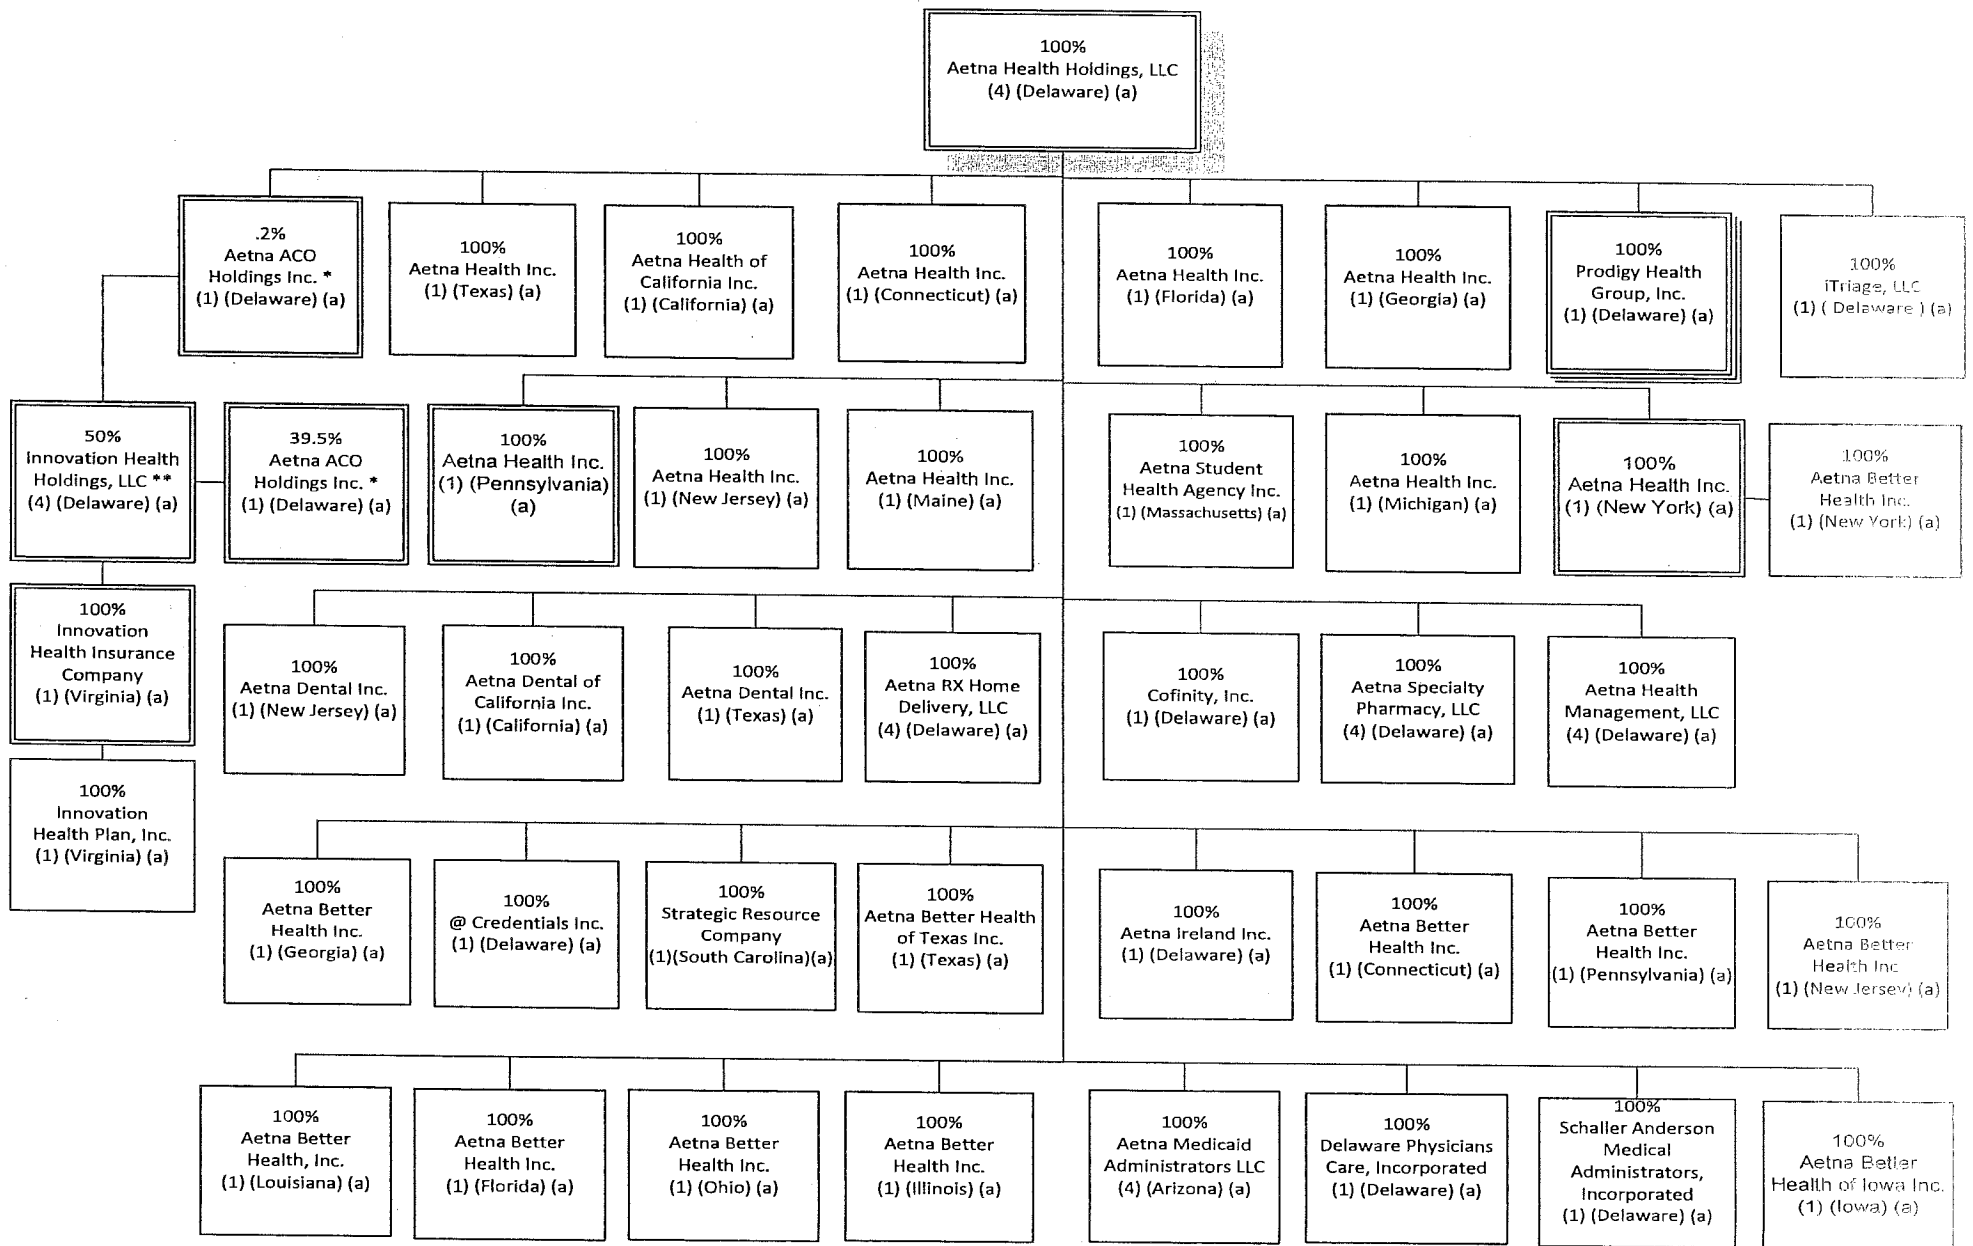 100%
Aetna Health Holdings, LLC
(4) (Delaware) (a)
.2%
Aetna ACO
Holdings Inc. *
(1) (Delaware) (a)
100%
Aetna Health Inc.
(1) (Texas) (a)
100%
Aetna Health of
California Inc.
(1) (California) (a)
100%
Aetna Health Inc.
(1) (Connecticut) (a)
100%
Aetna Health Inc.
(1) (Florida) (a)
100%
Aetna Health Inc.
(1) (Georgia) (a)
100%
Prodigy Health
Group, Inc.
(1) (Delaware) (a)
100%
iTriage, LLC
(1) ( Delaware ) (a)
50%
Innovation Health
Holdings, LLC **
(4) (Delaware) (a)
39.5%
Aetna ACO
Holdings Inc. *
(1) (Delaware) (a)
100%
Aetna Health Inc.
(1) (Pennsylvania)
(a)
100%
Aetna Health Inc.
(1) (New Jersey) (a)
100%
Aetna Health Inc.
(1) (Maine) (a)
100%
Aetna Student
Health Agency Inc.
(1) (Massachusetts) (a)
100%
Aetna Health Inc.
(1) (Michigan) (a)
100%
Aetna Health Inc.
(1) (New York) (a)
100%
Aetna Better
Health Inc.
(1) (New York) (a)
100%
Innovation
Health Insurance
Company
(1) (Virginia) (a)
100%
Aetna Dental Inc.
(1) (New Jersey) (a)
100%
Aetna Dental of
California Inc.
(1) (California) (a)
100%
Aetna Dental Inc.
(1) (Texas) (a)
100%
Aetna RX Home
Delivery, LLC
(4) (Delaware) (a)
100%
Cofinity, Inc.
(1) (Delaware) (a)
100%
Aetna Specialty
Pharmacy, LLC
(4) (Delaware) (a)
100%
Aetna Health
Management, LLC
(4) (Delaware) (a)
100%
Innovation
Health Plan, Inc.
(1) (Virginia) (a)
100%
Aetna Better
Health Inc.
(1) (Georgia) (a)
100%
@ Credentials Inc.
(1) (Delaware) (a)
100%
Strategic Resource
Company
(1)(South Carolina)(a)
100%
Aetna Better Health
of Texas Inc.
(1) (Texas) (a)
100%
Aetna Ireland Inc.
(1) (Delaware) (a)
100%
Aetna Better
Health Inc.
(1) (Connecticut) (a)
100%
Aetna Better
Health Inc.
(1) (Pennsylvania) (a)
100%
Aetna Better
Health Inc
(1) (New Jersey) (a)
100%
Aetna Better
Health, Inc.
(1) (Louisiana) (a)
100%
Aetna Better
Health Inc.
(1) (Florida) (a)
100%
Aetna Better
Health Inc.
(1) (Ohio) (a)
100%
Aetna Better
Health Inc.
(1) (Illinois) (a)
100%
Aetna Medicaid
Administrators LLC
(4) (Arizona) (a)
100%
Delaware Physicians
Care, Incorporated
(1) (Delaware) (a)
100%
Schaller Anderson
Medical
Administrators,
Incorporated
(1) (Delaware) (a)
100%
Aetna Better
Health of Iowa Inc.
(1) (Iowa) (a)